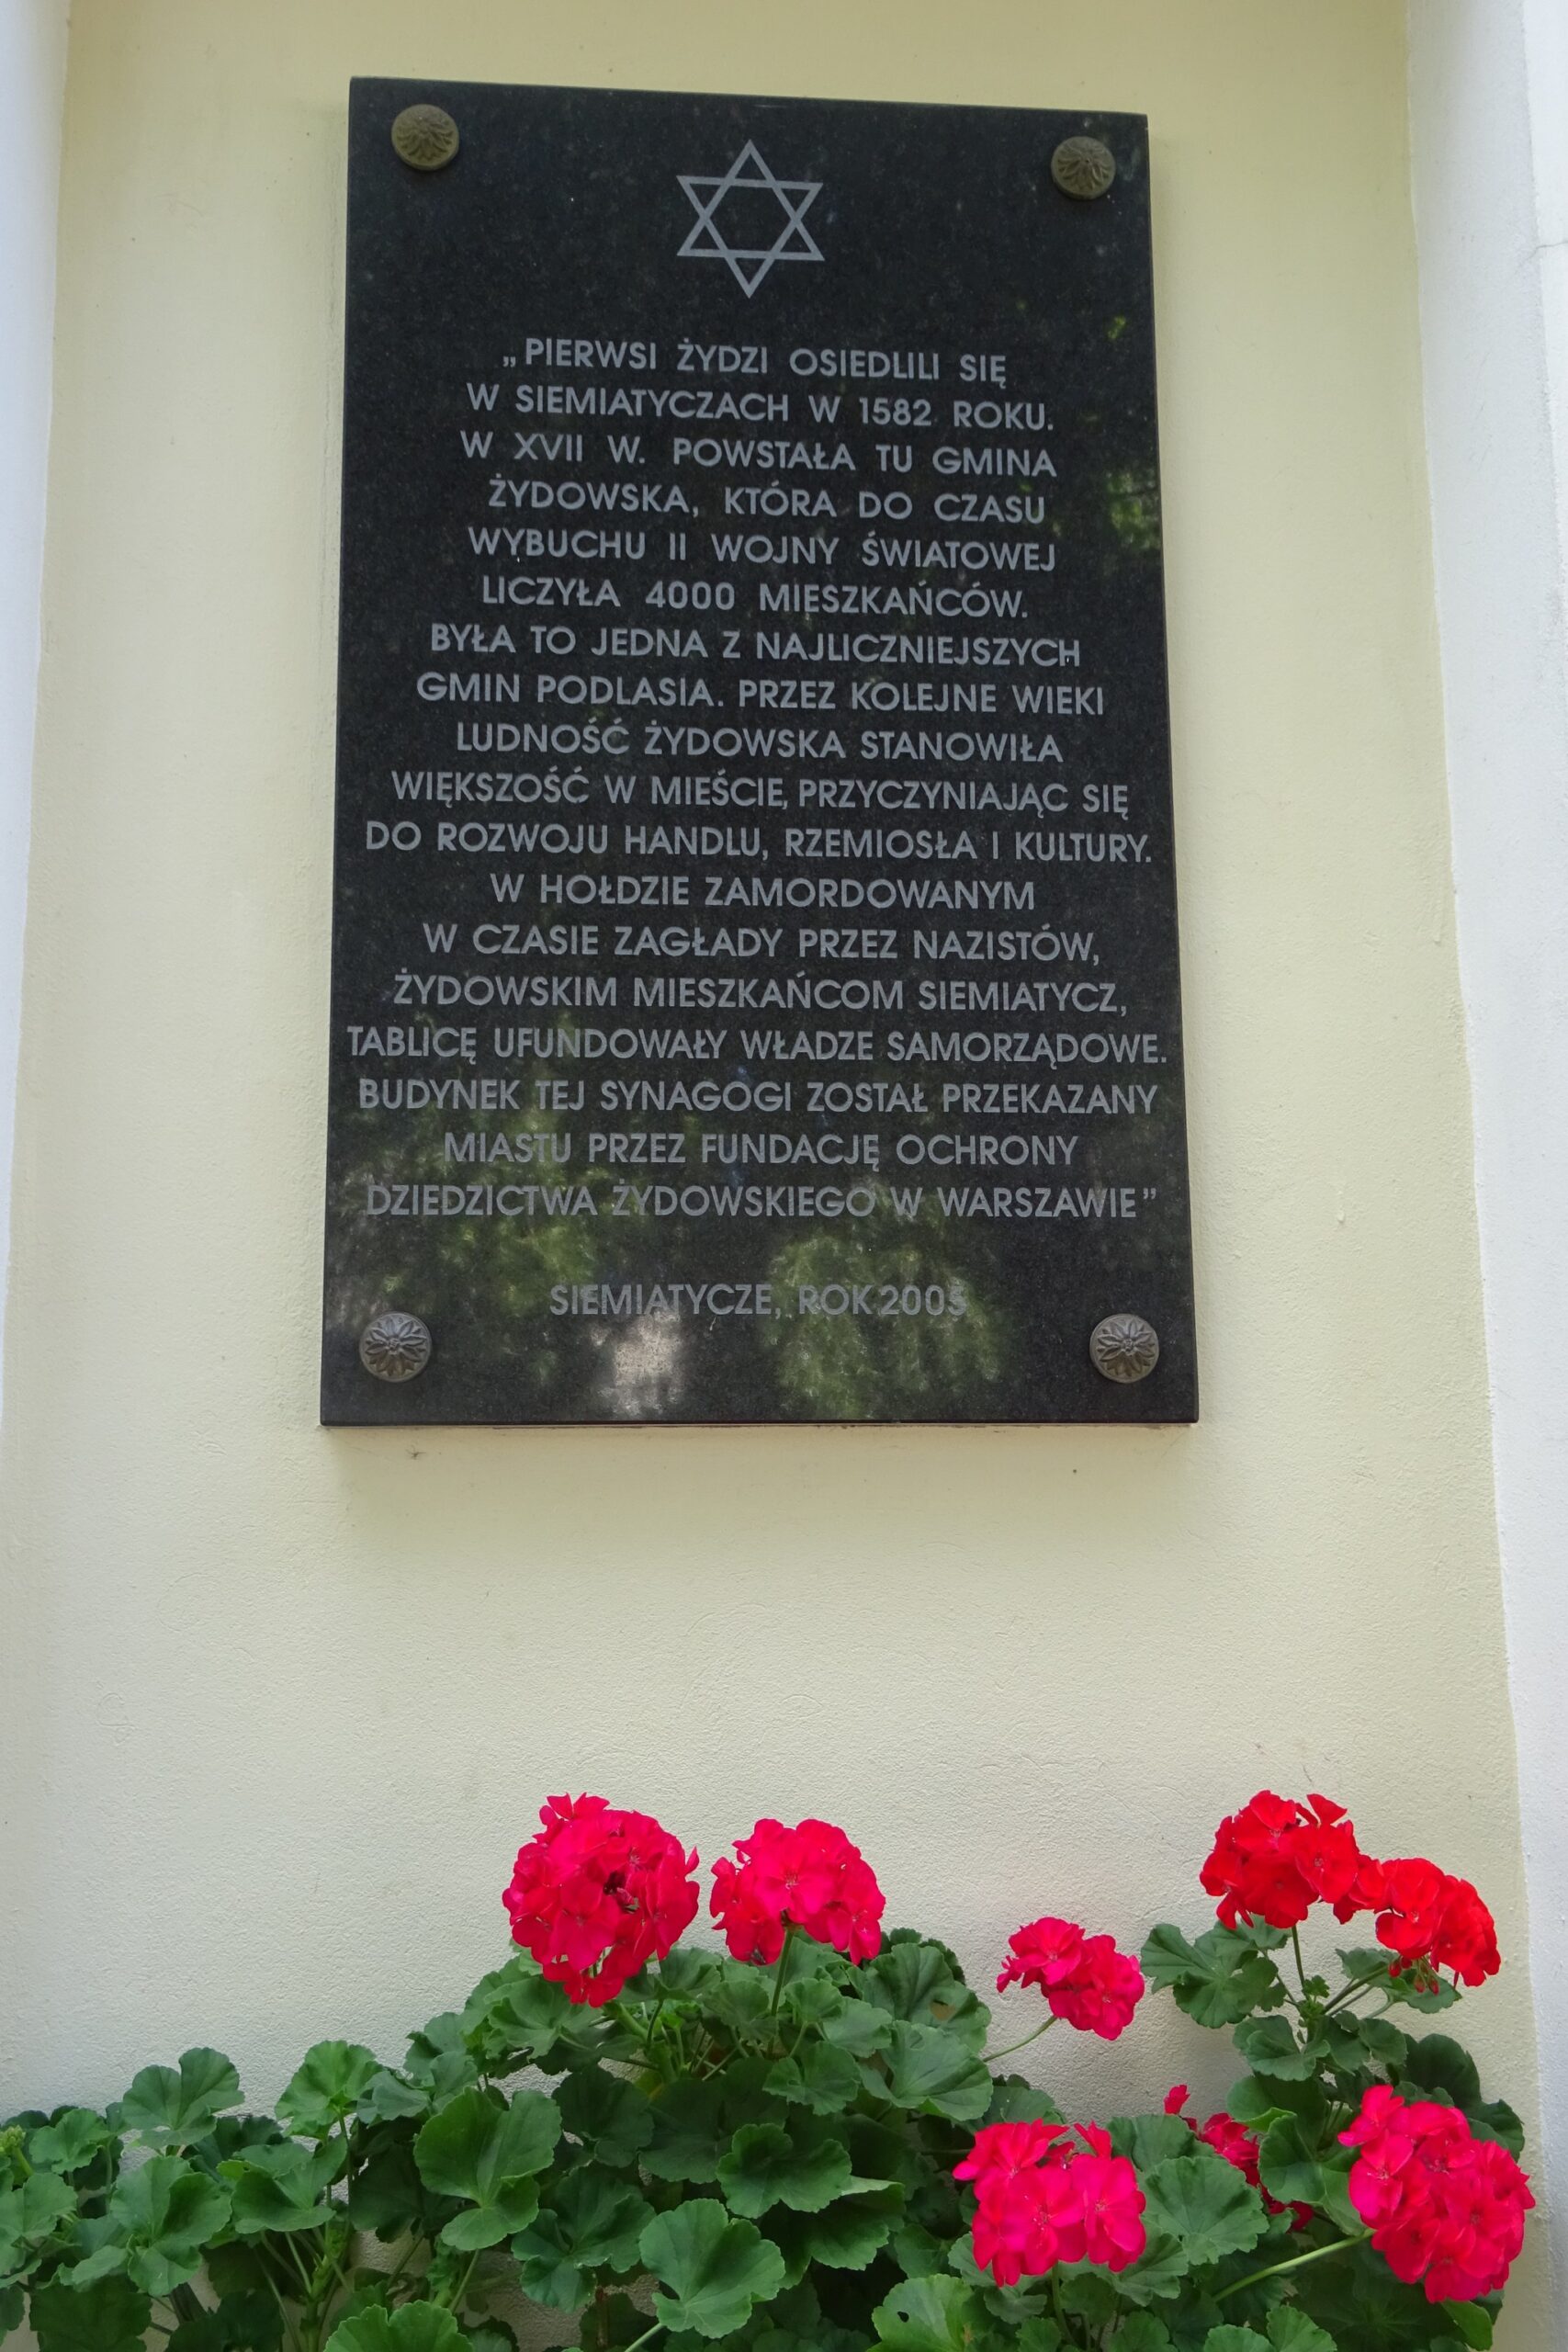 „PIERWSI ŻYDZI OSIEDLILI SIĘ
W SIEMIATYCZACH W 1582 ROKU.
W XVII W. POWSTAŁA TU GMINA
ŻYDOWSKA, KTÓRA DO CZASU
WYBUCHU II WOJNY ŚWIATOWEJ
LICZYŁA 4000 MIESZKAŃCÓW.
BYŁA TO JEDNA Z NAJLICZNIEJSZYCH
GMIN PODLASIA. PRZEZ KOLEJNE WIEKI
LUDNOŚĆ ŻYDOWSKA STANOWIŁA
WIĘKSZOŚĆ W MIEŚCIE, PRZYCZYNIAJĄC SIĘ
DO ROZWOJU HANDLU, RZEMIOSŁA I KULTURY.
W HOŁDZIE ZAMORDOWANYM
W CZASIE ZAGŁADY PRZEZ NAZISTÓW,
ŻYDOWSKIM MIESZKAŃCOM SIEMIATYCZ,
TABLICĘ UFUNDOWAŁY WŁADZE SAMORZĄDOWE.
BUDYNEK TEJ SYNAGOGI ZOSTAŁ PRZEKAZANY
MIASTU PRZEZ FUNDACJĘ OCHRONY
DZIEDZICTWA ŻYDOWSKIEGO W WARSZAWIE”
SIEMIATYCZE, ROK 2005